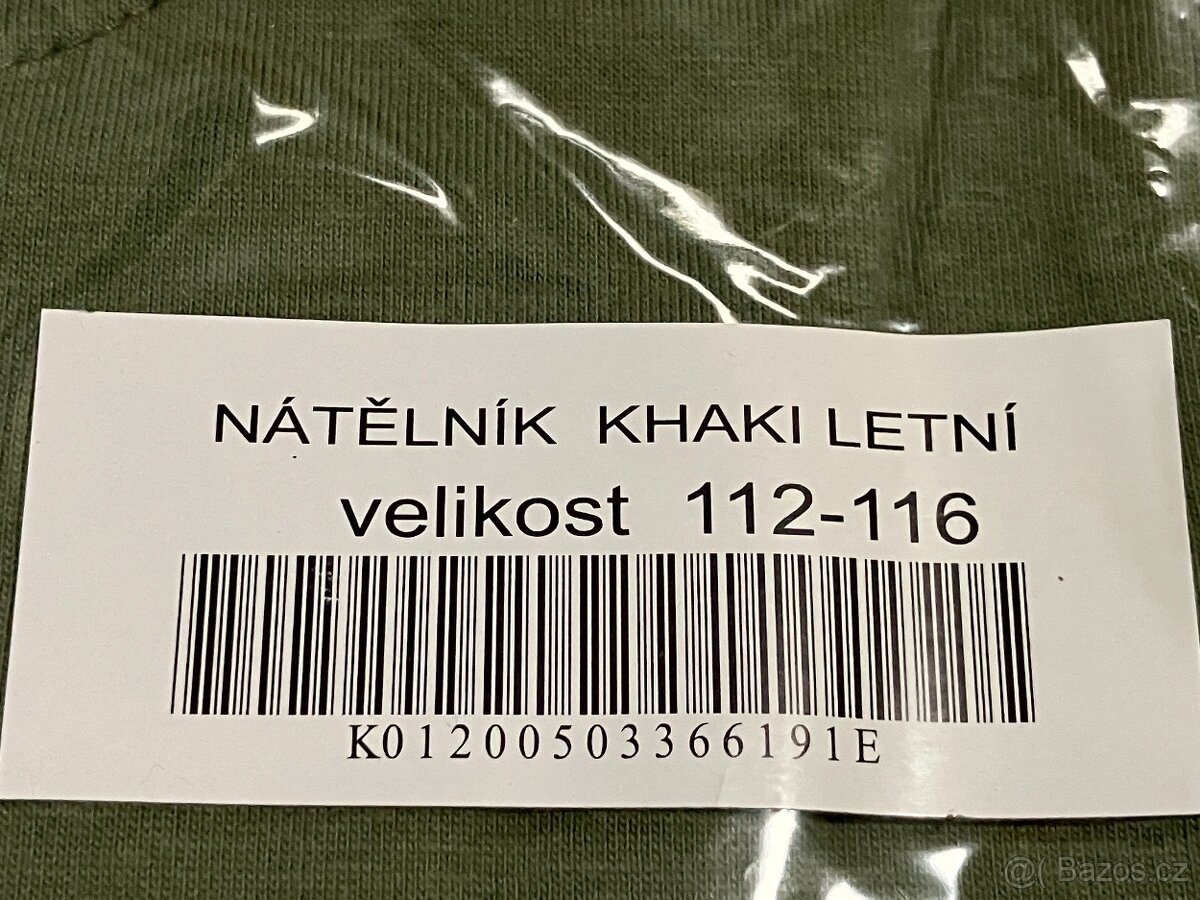 NÁTĚLNÍK KHAKI LETNÍ
velikost 112-116
K01200503366191E
@( Bazos.cz